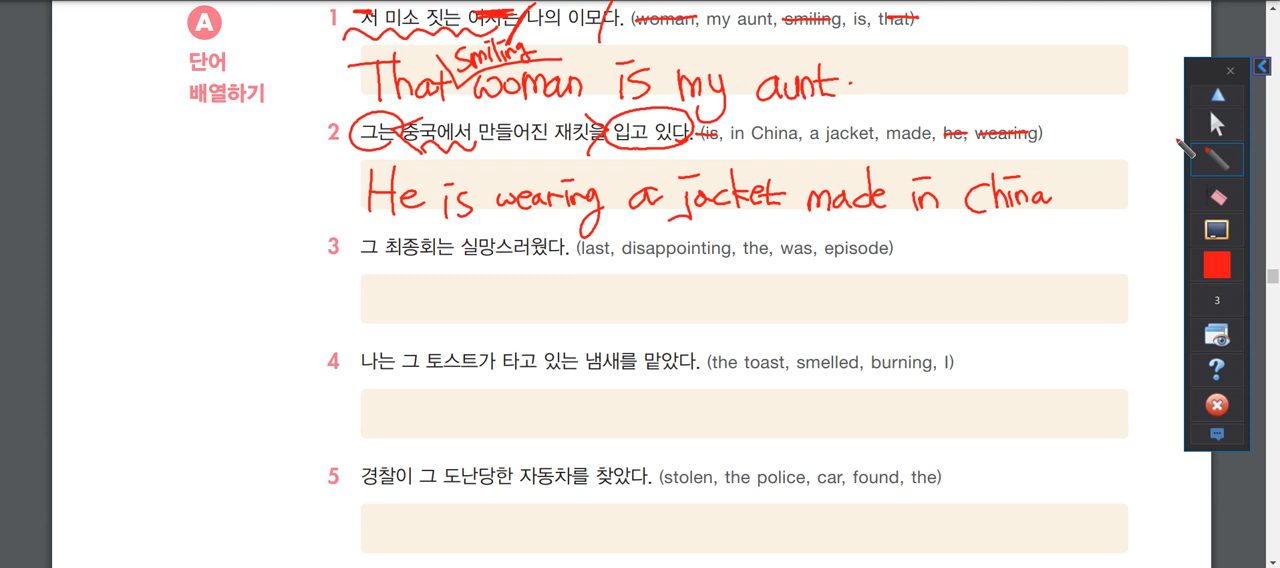 A
단어
배열하기
1 저 미소 짓는 여자는 나의 이모다. (woman, my aunt, smiling, is, that)
smiling
That woman is my aunt.
2 그는 중국에서 만들어진 재킷을 입고 있다. (is, in China, a jacket, made, he, wearing)
He is wearing a jacket made in China
3 그 최종회는 실망스러웠다. (last, disappointing, the, was, episode)
4 나는 그 토스트가 타고 있는 냄새를 맡았다. (the toast, smelled, burning, I)
5 경찰이 그 도난당한 자동차를 찾았다. (stolen, the police, car, found, the)
3